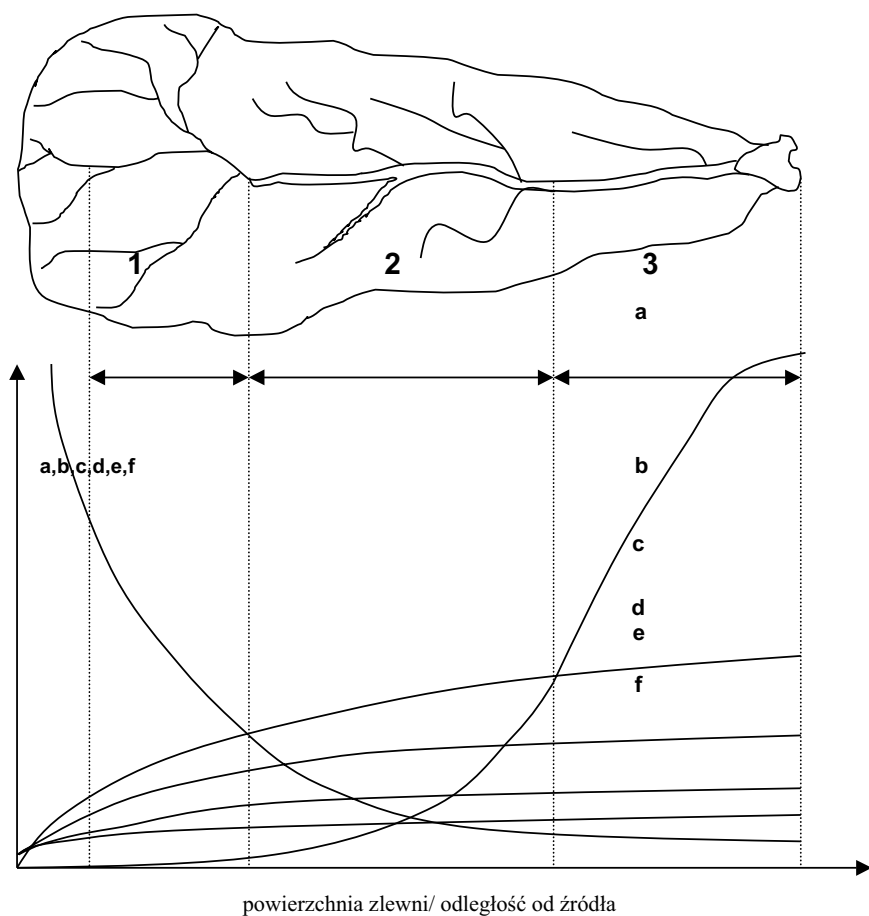 1 2 3
a
a,b,c,d,e,f b
c
d
e
f
powierzchnia zlewni/ odległość od źródła